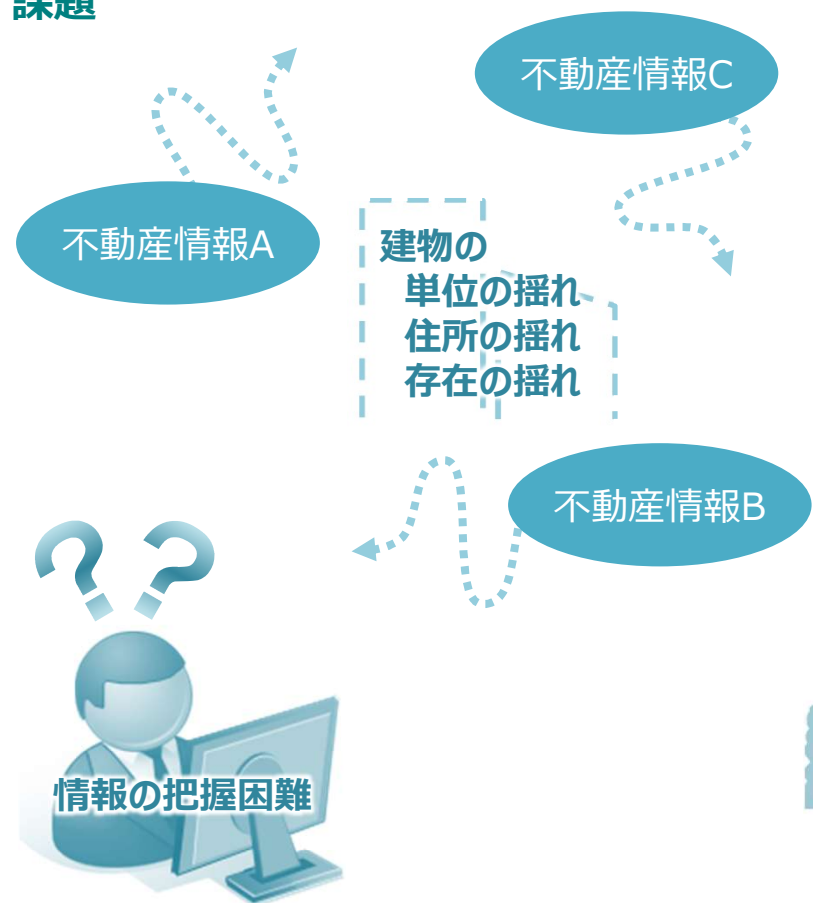 課題
不動産情報C
不動産情報A
建物の
単位の揺れ
住所の揺れ
存在の揺れ
不動産情報B
? ?
情報の把握困難